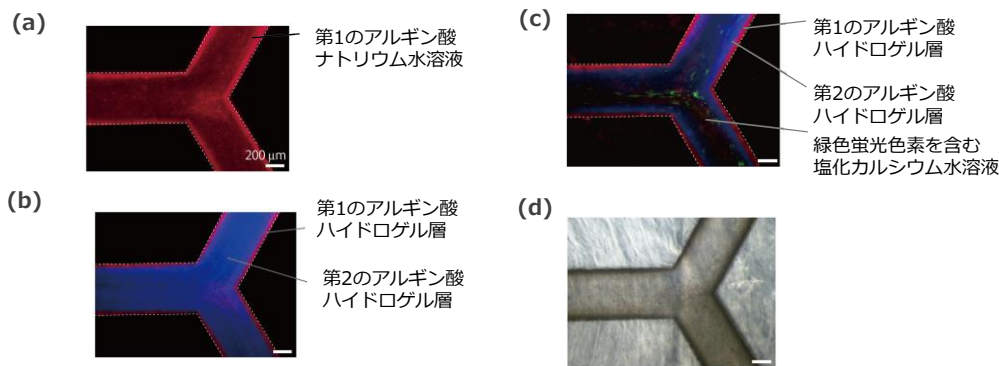 (a)
第1のアルギン酸
ナトリウム水溶液
200 μm
(b)
第1のアルギン酸
ハイドロゲル層
第2のアルギン酸
ハイドロゲル層
(c)
第1のアルギン酸
ハイドロゲル層
第2のアルギン酸
ハイドロゲル層
緑色蛍光色素を含む
塩化カルシウム水溶液
(d)